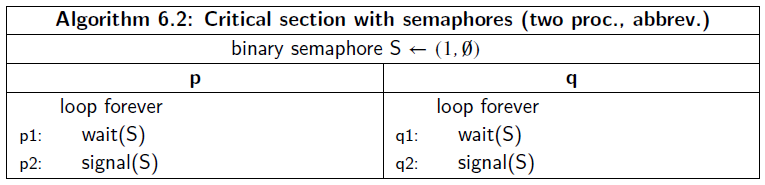 Algorithm 6.2: Critical section with semaphores (two proc., abbrev.)
binary semaphore S ← (1, Ø)
p q
loop forever loop forever
p1: wait(S) q1: wait(S)
p2: signal(S) q2: signal(S)